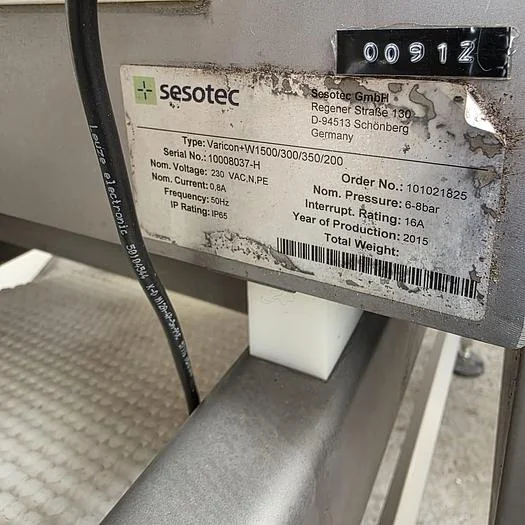 00912
sesotec
Sesotec GmbH
Regener Straße 130
D-94513 Schönberg
Germany
Type: Varicon+W1500/300/350/200
Serial No.: 10008037-H
Nom. Voltage: 230 VAC,N,PE
Nom. Current: 0,8A
Frequency: 50Hz
IP Rating: IP65
Order No.: 101021825
Nom. Pressure: 6-8bar
Interrupt. Rating: 16A
Year of Production: 2015
Total Weight:
Leuze electronic 50104544